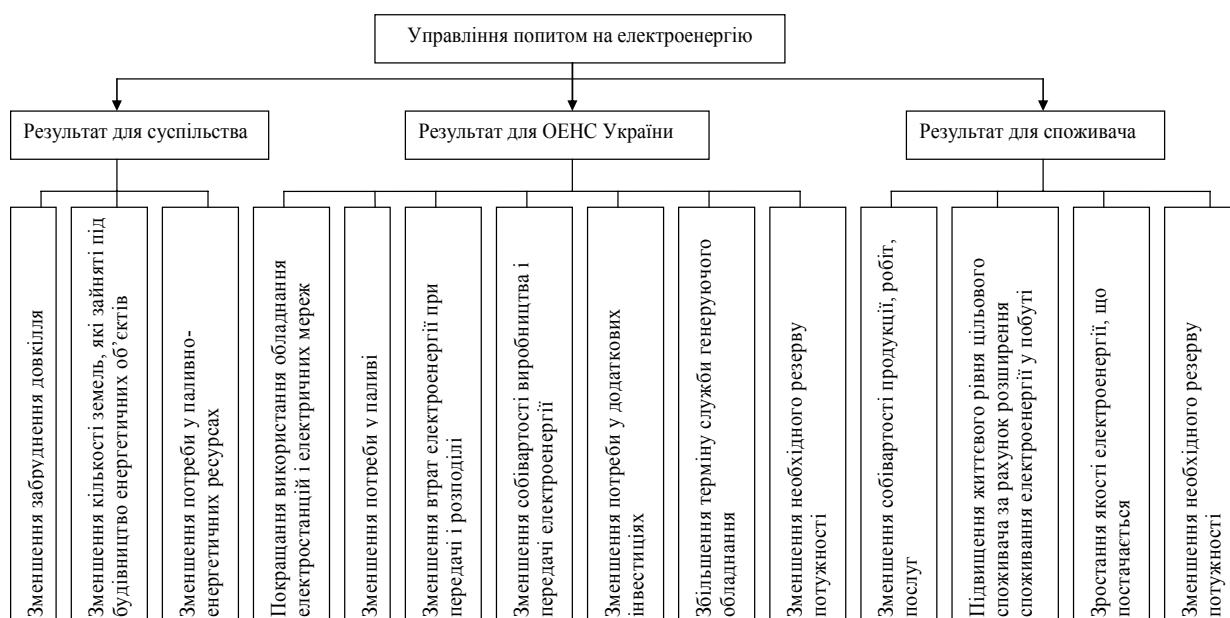 Управління попитом на електроенергію
Результат для суспільства
Результат для ОЕНС України
Результат для споживача
Зменшення забруднення довкілля
Зменшення кількості земель, які зайняті під
будівництво енергетичних об’єктів
Зменшення потреби у паливно-
енергетичних ресурсах
Покращання використання обладнання
електростанцій і електричних мереж
Зменшення потреби у паливі
Зменшення втрат електроенергії при
передачі і розподілі
Зменшення собівартості виробництва і
передачі електроенергії
Зменшення потреби у додаткових
інвестиціях
Збільшення терміну служби генеруючого
обладнання
Зменшення необхідного резерву
потужності
Зменшення собівартості продукції, робіт,
послуг
Підвищення життєвого рівня цільового
споживача за рахунок розширення
споживання електроенергії у побуті
Зростання якості електроенергії, що
постачається
Зменшення необхідного резерву
потужності